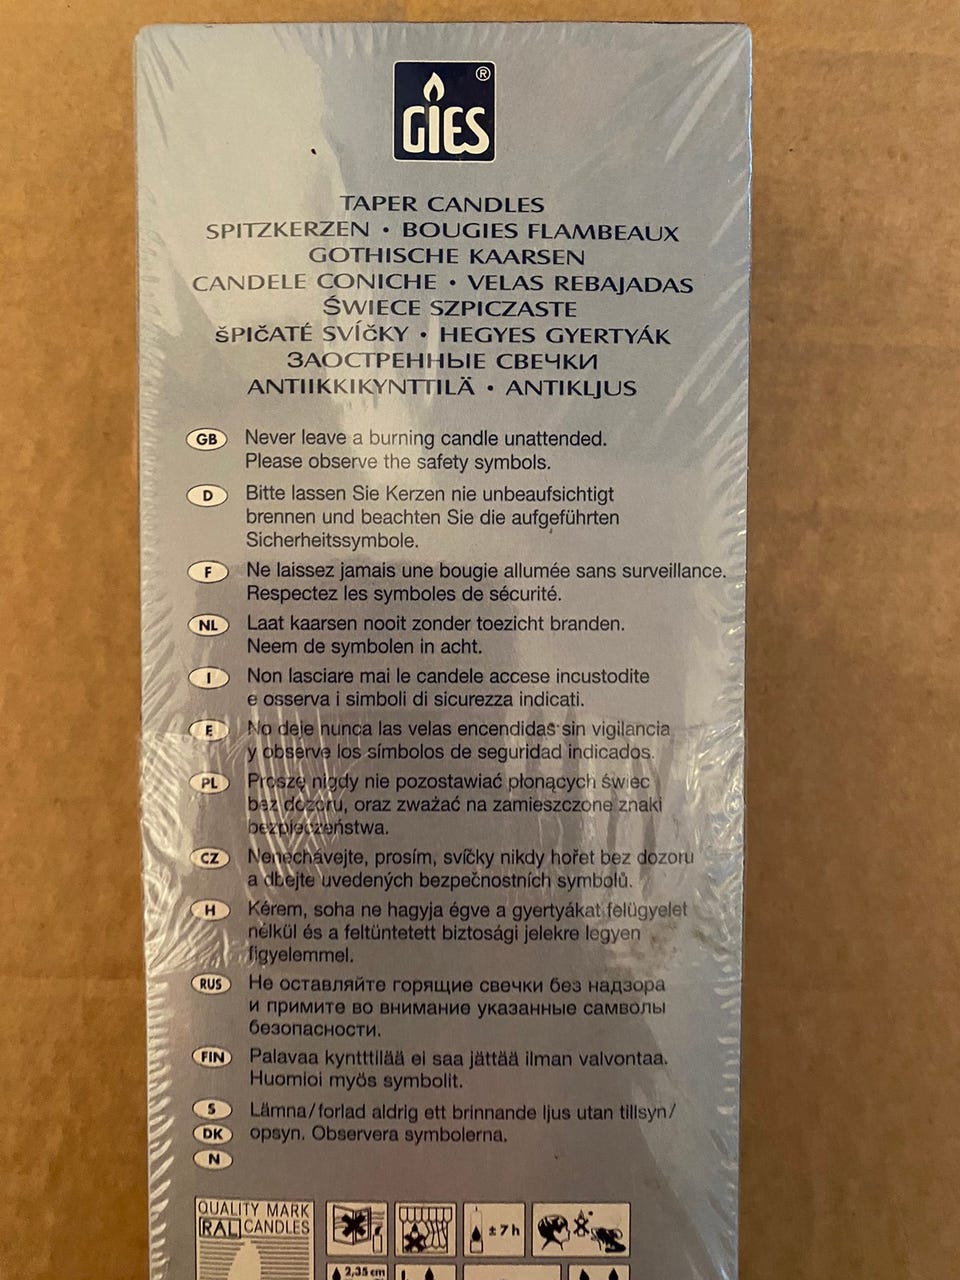 GIES®
TAPER CANDLES
SPITZKERZEN • BOUGIES FLAMBEAUX
GOTHISCHE KAARSEN
CANDELE CONICHE • VELAS REBAJADAS
ŚWIECE SZPICZASTE
ŠPIČATÉ SVÍČKY • HEGYES GYERTYÁK
ЗАОСТРЕННЫЕ СВЕЧКИ
ANTIIKKIKYNTTILÄ • ANTIKLJUS
GB Never leave a burning candle unattended.
Please observe the safety symbols.
D Bitte lassen Sie Kerzen nie unbeaufsichtigt
brennen und beachten Sie die aufgeführten
Sicherheitssymbole.
F Ne laissez jamais une bougie allumée sans surveillance.
Respectez les symboles de sécurité.
NL Laat kaarsen nooit zonder toezicht branden.
Neem de symbolen in acht.
I Non lasciare mai le candele accese incustodite
e osserva i simboli di sicurezza indicati.
E No deje nunca las velas encendidas sin vigilancia
y observe los símbolos de seguridad indicados.
PL Proszę nigdy nie pozostawiać płonących świec
bez dozoru, oraz zważać na zamieszczone znaki
bezpieczeństwa.
CZ Nenechávejte, prosím, svíčky nikdy hořet bez dozoru
a dbejte uvedených bezpečnostních symbolů.
H Kérem, soha ne hagyja égve a gyertyákat felügyelet
nélkül és a feltüntetett biztosági jelekre legyen
figyelemmel.
RUS Не оставляйте горящие свечки без надзора
и примите во внимание указанные самволы
безопасности.
FIN Palavaa kyntttilää ei saa jättää ilman valvontaa.
Huomioi myös symbolit.
S Lämna/forlad aldrig ett brinnande ljus utan tillsyn/
DK opsyn. Observera symbolerna.
N
QUALITY MARK
RAL CANDLES
±7h
2,35 cm